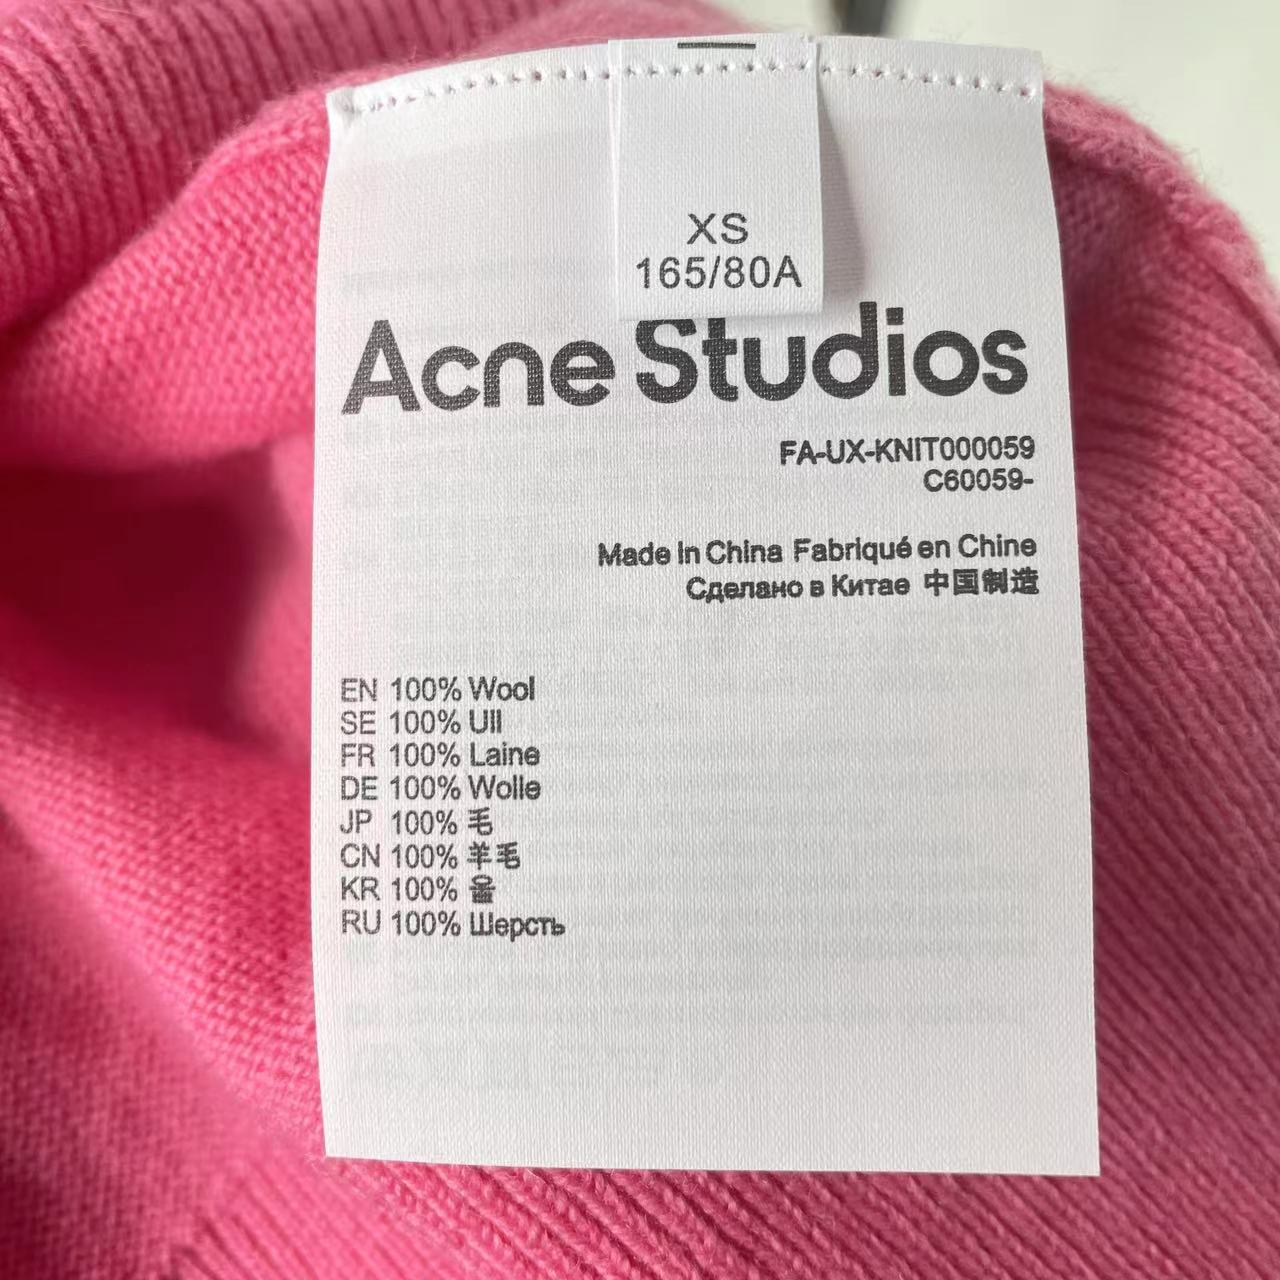 XS
165/80A
Acne Studios
FA-UX-KNIT000059
C60059-
Made in China Fabriqué en Chine
Сделано в Китае 中国制造
EN 100% Wool
SE 100% Ull
FR 100% Laine
DE 100% Wolle
JP 100% 毛
CN 100% 羊毛
KR 100% 울
RU 100% Шерсть